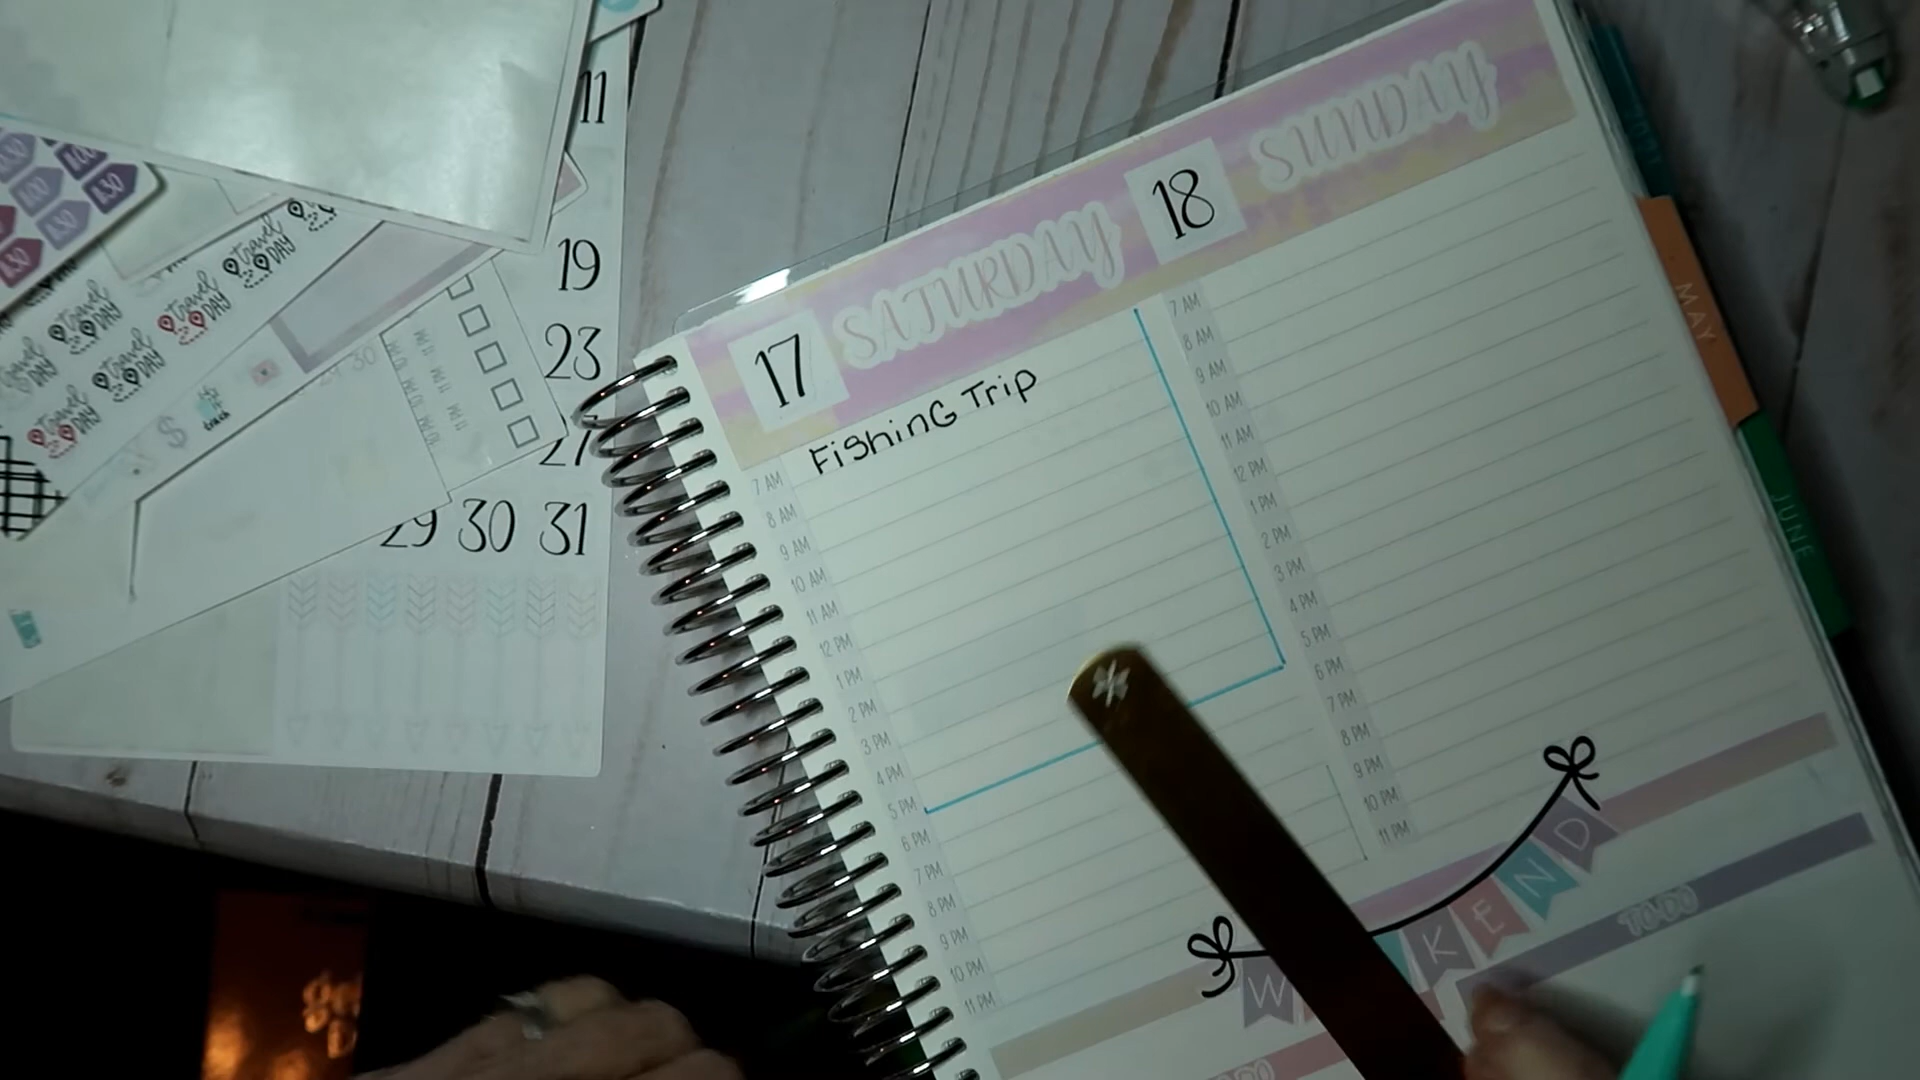 11
19
23
27
29 30 31
travel DAY
travel DAY
travel DAY
travel DAY
travel DAY
10 PM 11 PM
$
17 SATURDAY 18 SUNDAY
Fishing Trip
7 AM
8 AM
9 AM
10 AM
11 AM
12 PM
1 PM
2 PM
3 PM
4 PM
5 PM
6 PM
7 PM
8 PM
9 PM
10 PM
11 PM
7 AM
8 AM
9 AM
10 AM
11 AM
12 PM
1 PM
2 PM
3 PM
4 PM
5 PM
6 PM
7 PM
8 PM
9 PM
10 PM
11 PM
W KEND
TO DO
MAY
JUNE